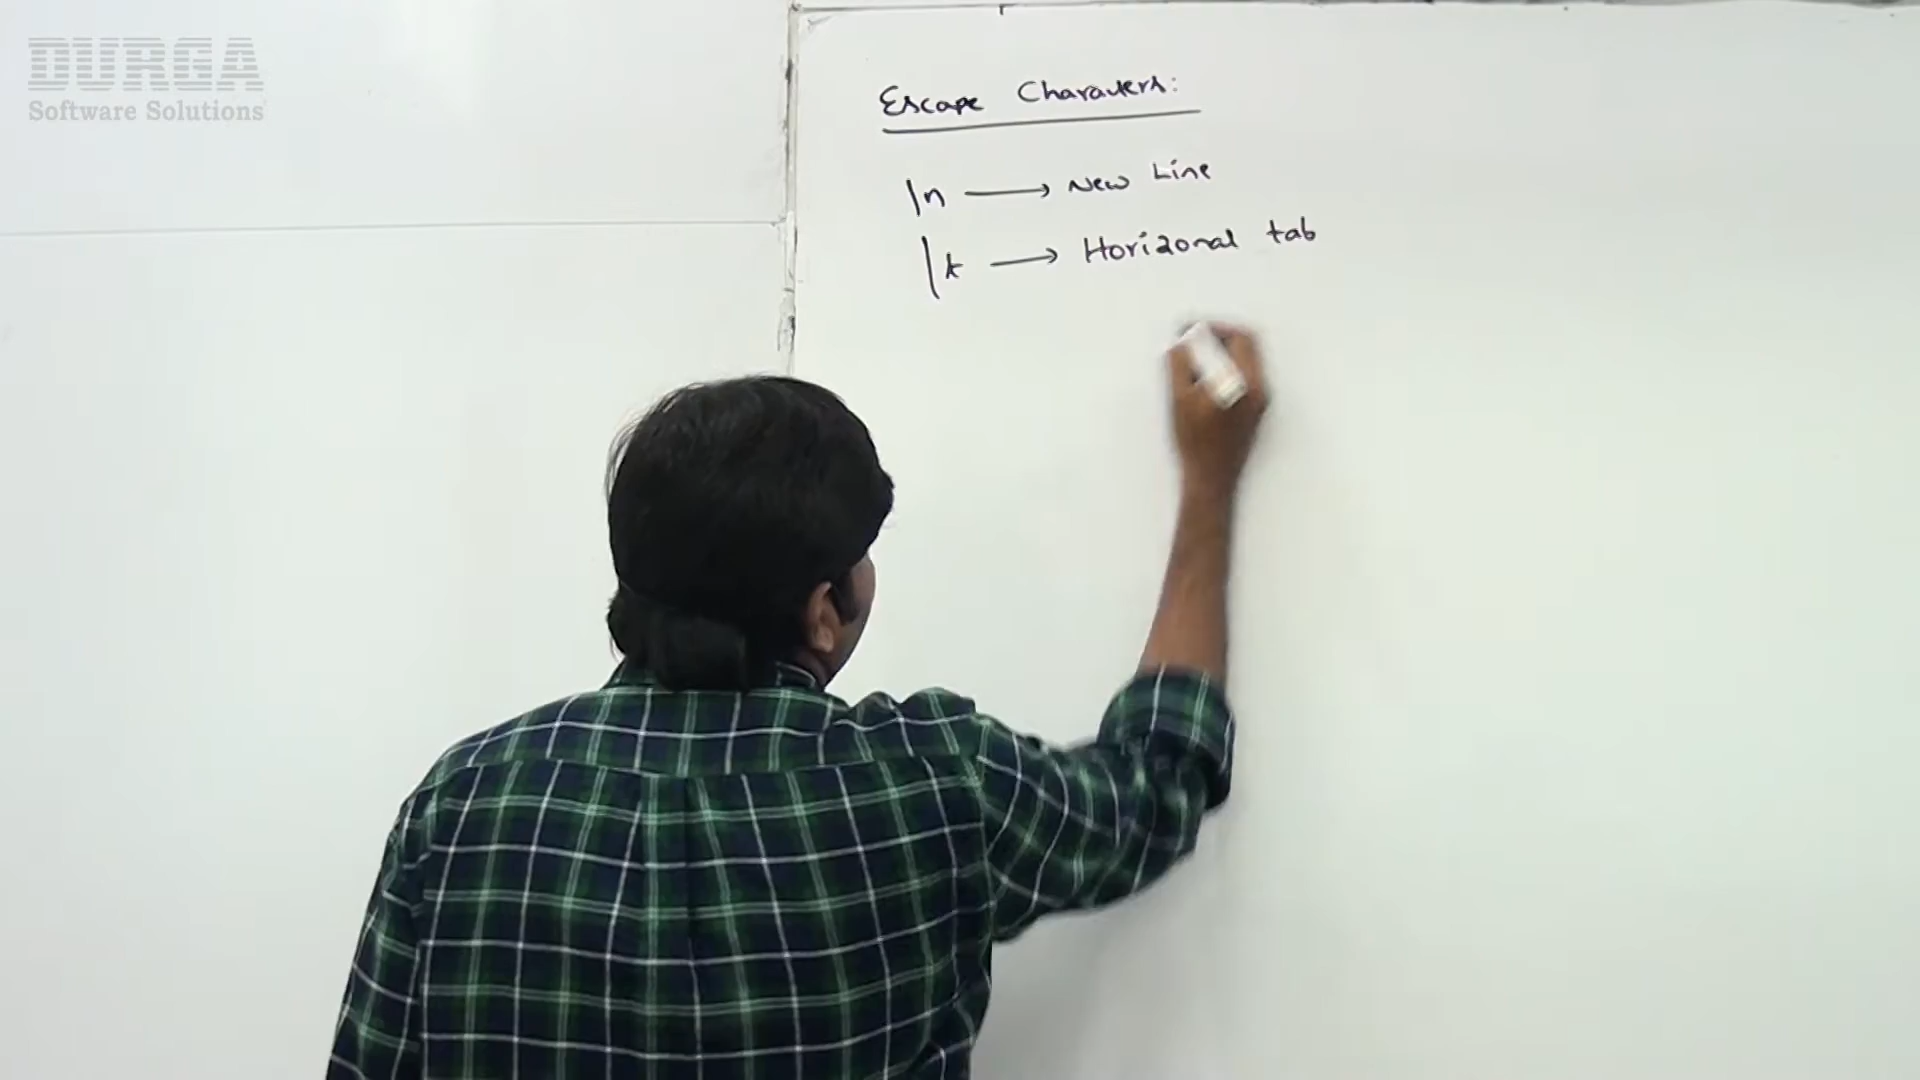 DURGA
Software Solutions
Escape Characters:
\n → New Line
\t → Horizonal tab